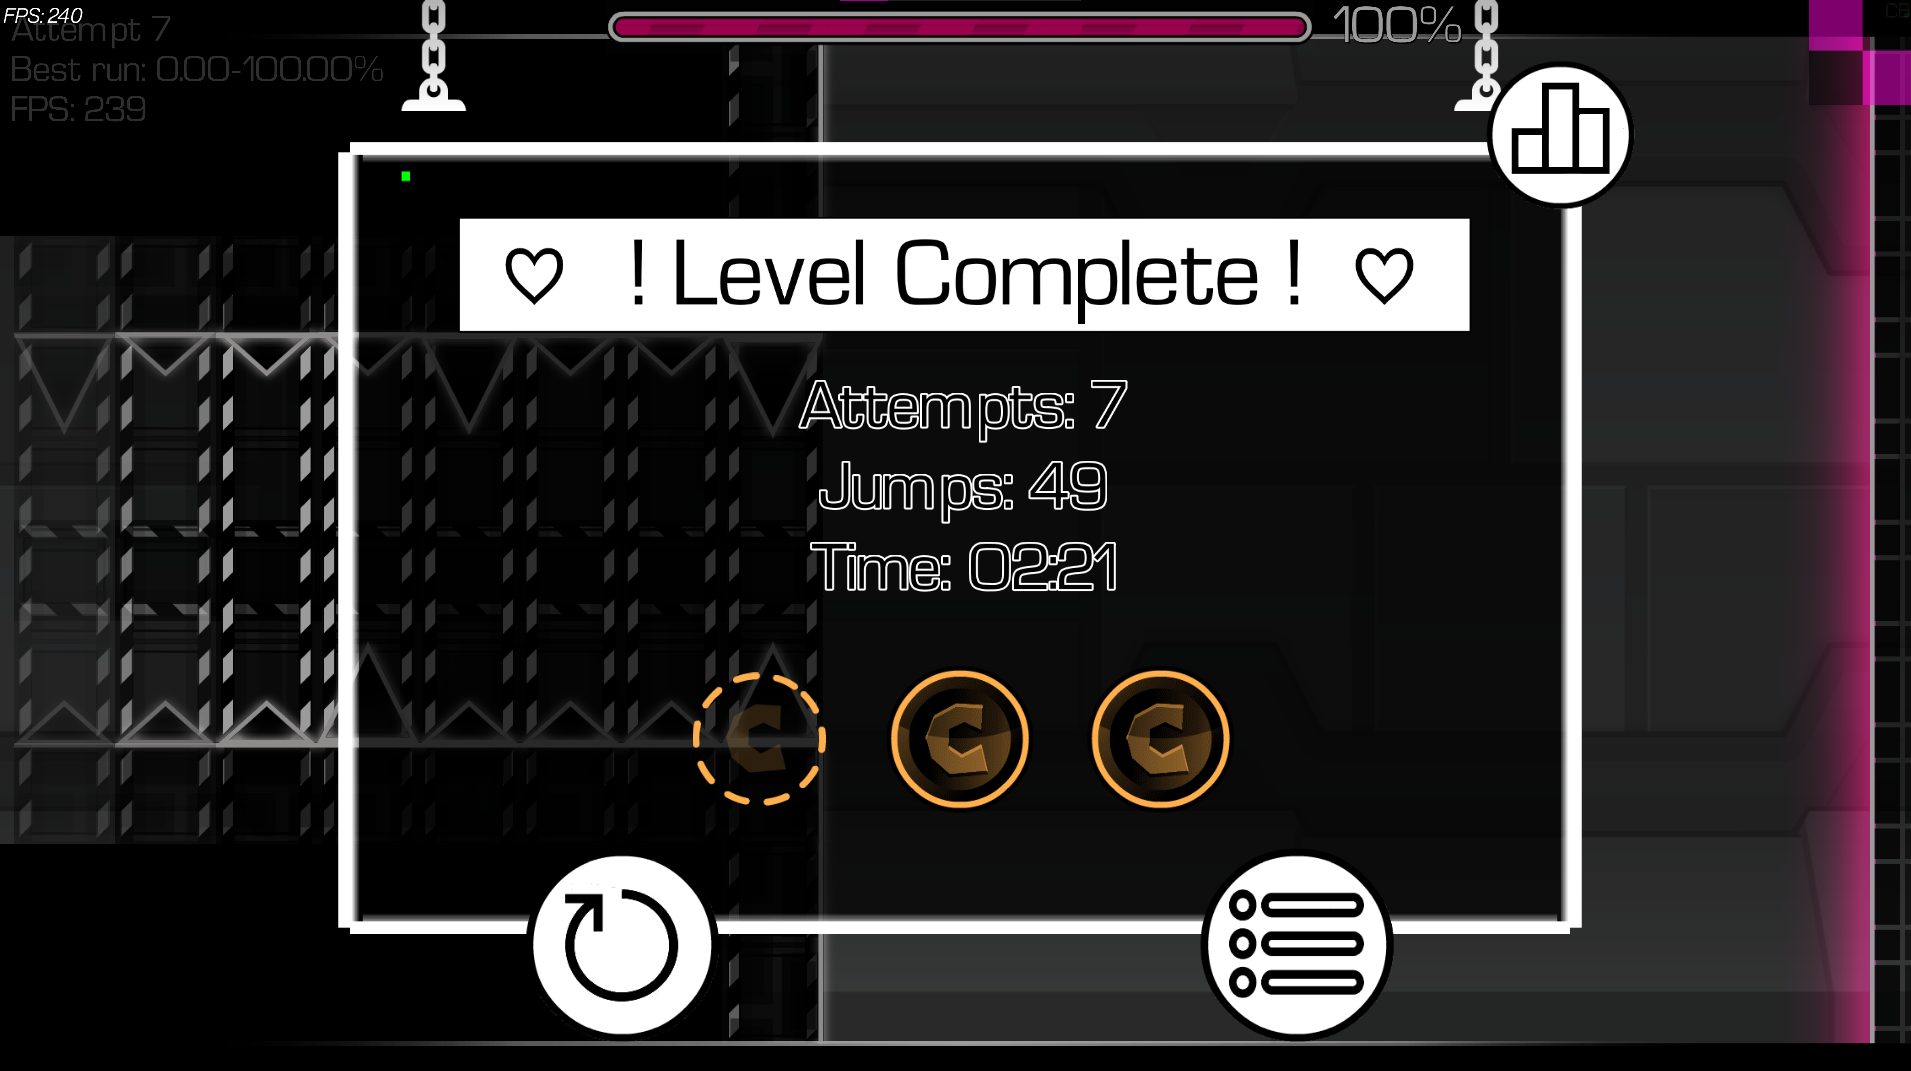 FPS: 240
Attempt 7
Best run: 0.00-100.00%
FPS: 239
100%
♡ ! Level Complete ! ♡
Attempts: 7
Jumps: 49
Time: 02:21
C C C